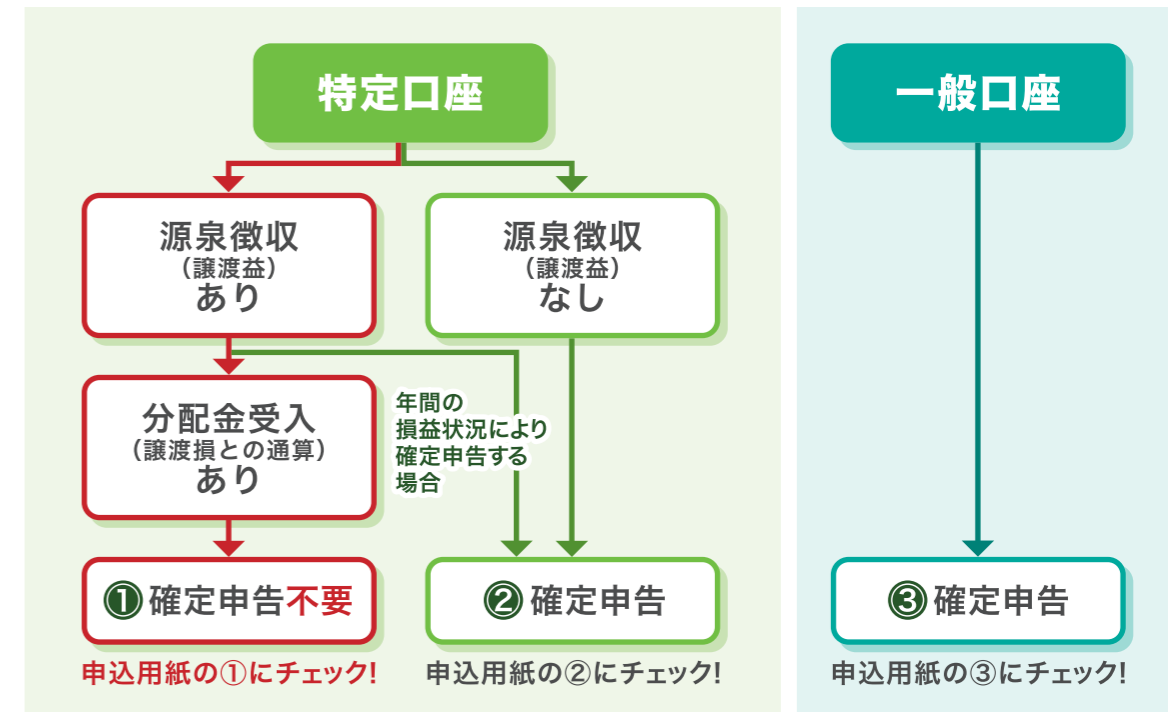 特定口座
源泉徴収
（譲渡益）
あり
源泉徴収
（譲渡益）
なし
分配金受入
（譲渡損との通算）
あり
年間の
損益状況により
確定申告する
場合
①確定申告不要
申込用紙の①にチェック!
②確定申告
申込用紙の②にチェック!
一般口座
③確定申告
申込用紙の③にチェック!